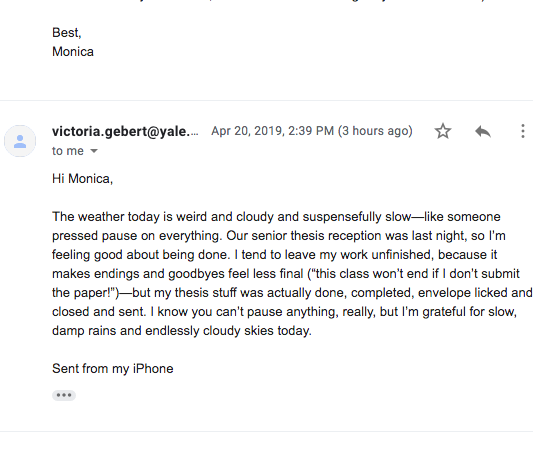 Best,
Monica
victoria.gebert@yale.... Apr 20, 2019, 2:39 PM (3 hours ago)
to me
Hi Monica,
The weather today is weird and cloudy and suspensefully slow—like someone
pressed pause on everything. Our senior thesis reception was last night, so I’m
feeling good about being done. I tend to leave my work unfinished, because it
makes endings and goodbyes feel less final (“this class won’t end if I don’t submit
the paper!”)—but my thesis stuff was actually done, completed, envelope licked and
closed and sent. I know you can’t pause anything, really, but I’m grateful for slow,
damp rains and endlessly cloudy skies today.
Sent from my iPhone